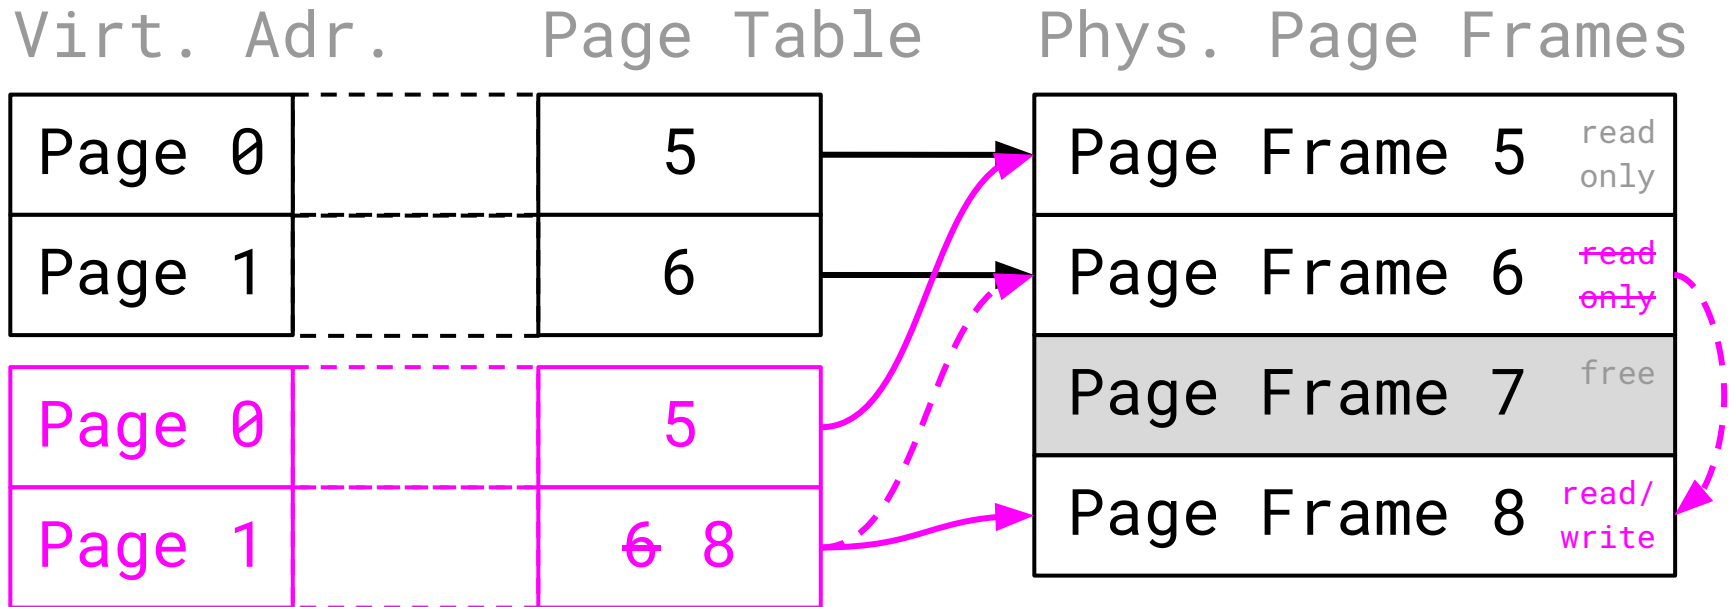 Virt. Adr. Page Table Phys. Page Frames
Page 0 5 Page Frame 5 read only
Page 1 6 Page Frame 6 read only
Page Frame 7 free
Page 0 5
Page 1 6 8 Page Frame 8 read/ write